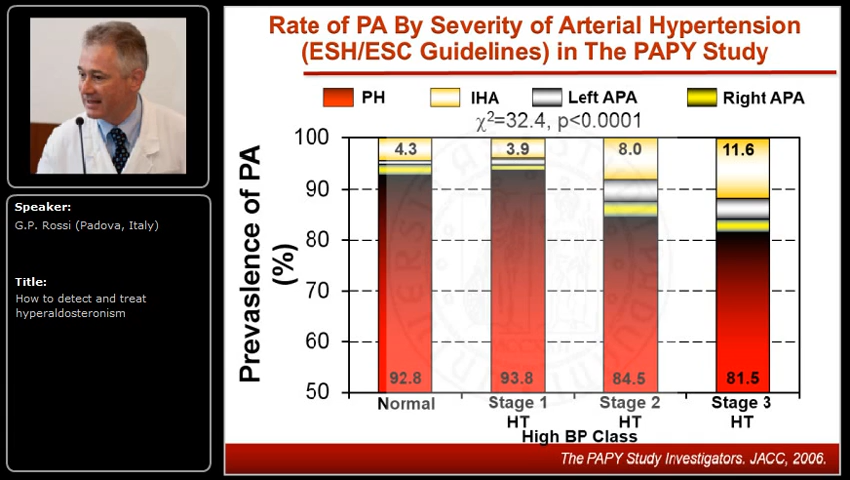 Rate of PA By Severity of Arterial Hypertension
(ESH/ESC Guidelines) in The PAPY Study
PH IHA Left APA Right APA
χ²=32.4, p<0.0001
Prevaslence of PA
(%)
100
90
80
70
60
50
4.3 3.9 8.0 11.6
92.8 93.8 84.5 81.5
Normal Stage 1 Stage 2 Stage 3
HT HT HT
High BP Class
The PAPY Study Investigators. JACC, 2006.
Speaker:
G.P. Rossi (Padova, Italy)
Title:
How to detect and treat
hyperaldosteronism